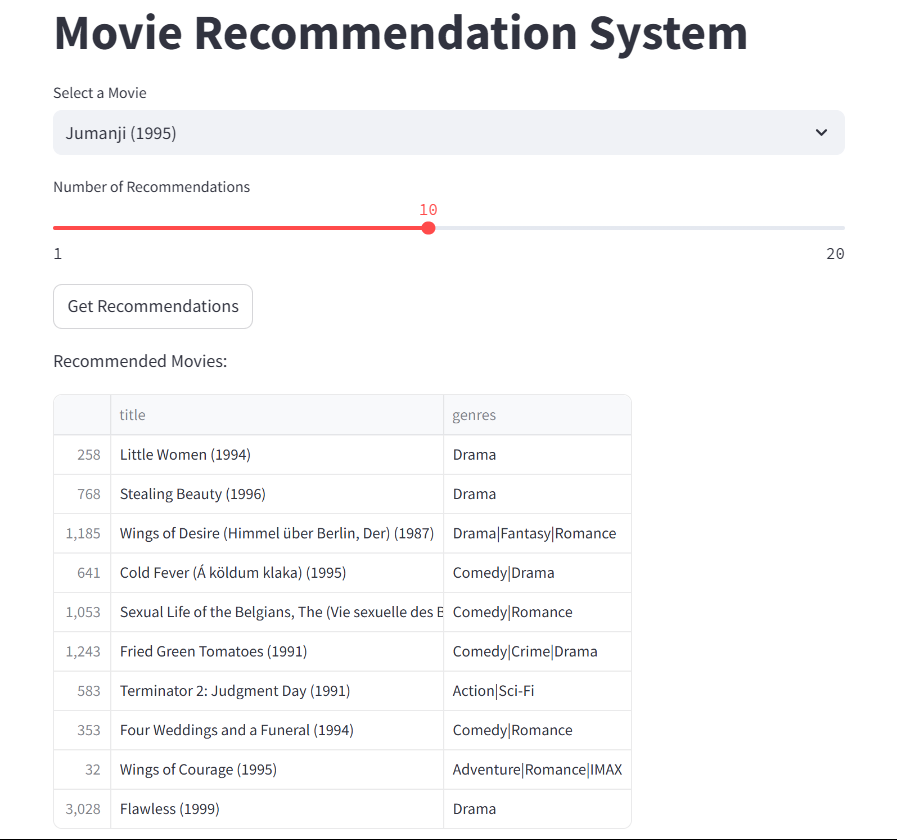 Movie Recommendation System
Select a Movie
Jumanji (1995)
Number of Recommendations
10
1 20
Get Recommendations
Recommended Movies:
title genres
258 Little Women (1994) Drama
768 Stealing Beauty (1996) Drama
1,185 Wings of Desire (Himmel über Berlin, Der) (1987) Drama|Fantasy|Romance
641 Cold Fever (Á köldum klaka) (1995) Comedy|Drama
1,053 Sexual Life of the Belgians, The (Vie sexuelle des B Comedy|Romance
1,243 Fried Green Tomatoes (1991) Comedy|Crime|Drama
583 Terminator 2: Judgment Day (1991) Action|Sci-Fi
353 Four Weddings and a Funeral (1994) Comedy|Romance
32 Wings of Courage (1995) Adventure|Romance|IMAX
3,028 Flawless (1999) Drama